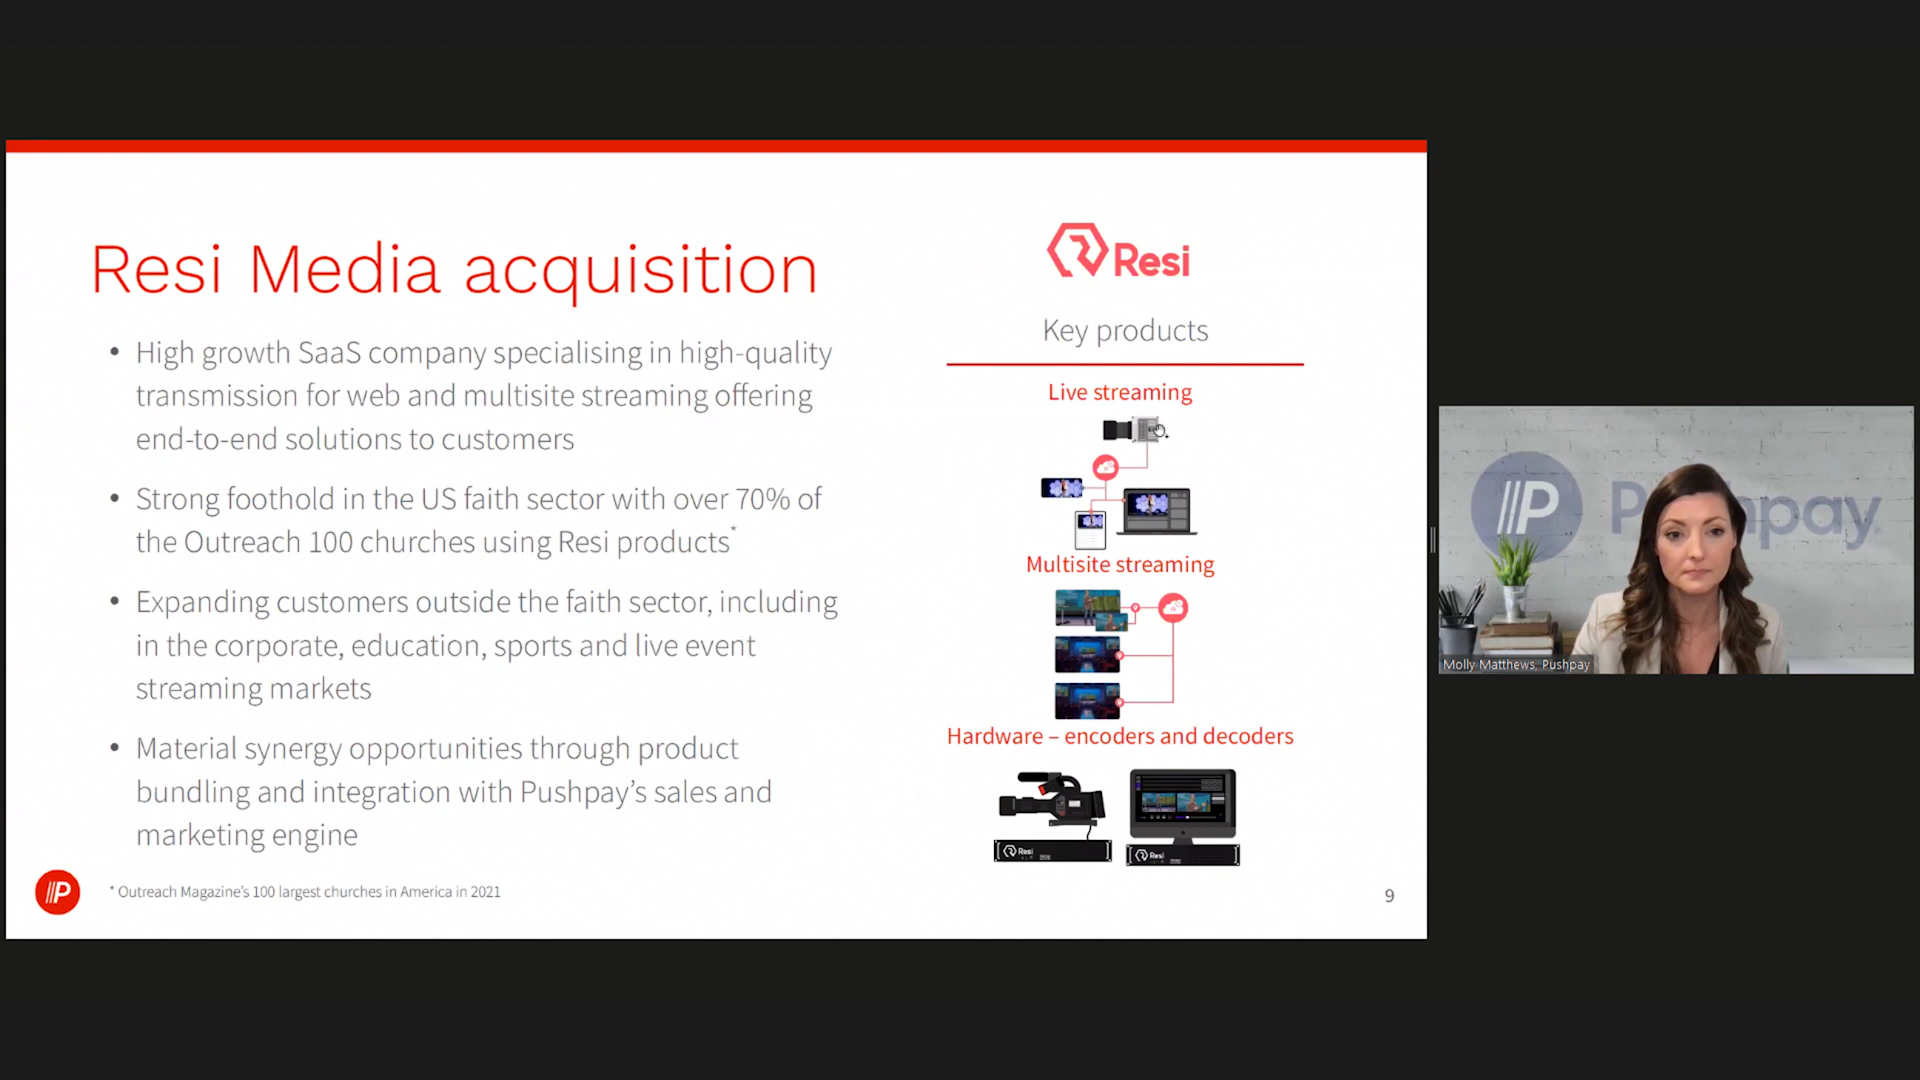 Resi Media acquisition
• High growth SaaS company specialising in high-quality
transmission for web and multisite streaming offering
end-to-end solutions to customers
• Strong foothold in the US faith sector with over 70% of
the Outreach 100 churches using Resi products*
• Expanding customers outside the faith sector, including
in the corporate, education, sports and live event
streaming markets
• Material synergy opportunities through product
bundling and integration with Pushpay’s sales and
marketing engine
* Outreach Magazine’s 100 largest churches in America in 2021
Resi
Key products
Live streaming
Multisite streaming
Hardware – encoders and decoders
Resi
Resi
9
Molly Matthews, Pushpay